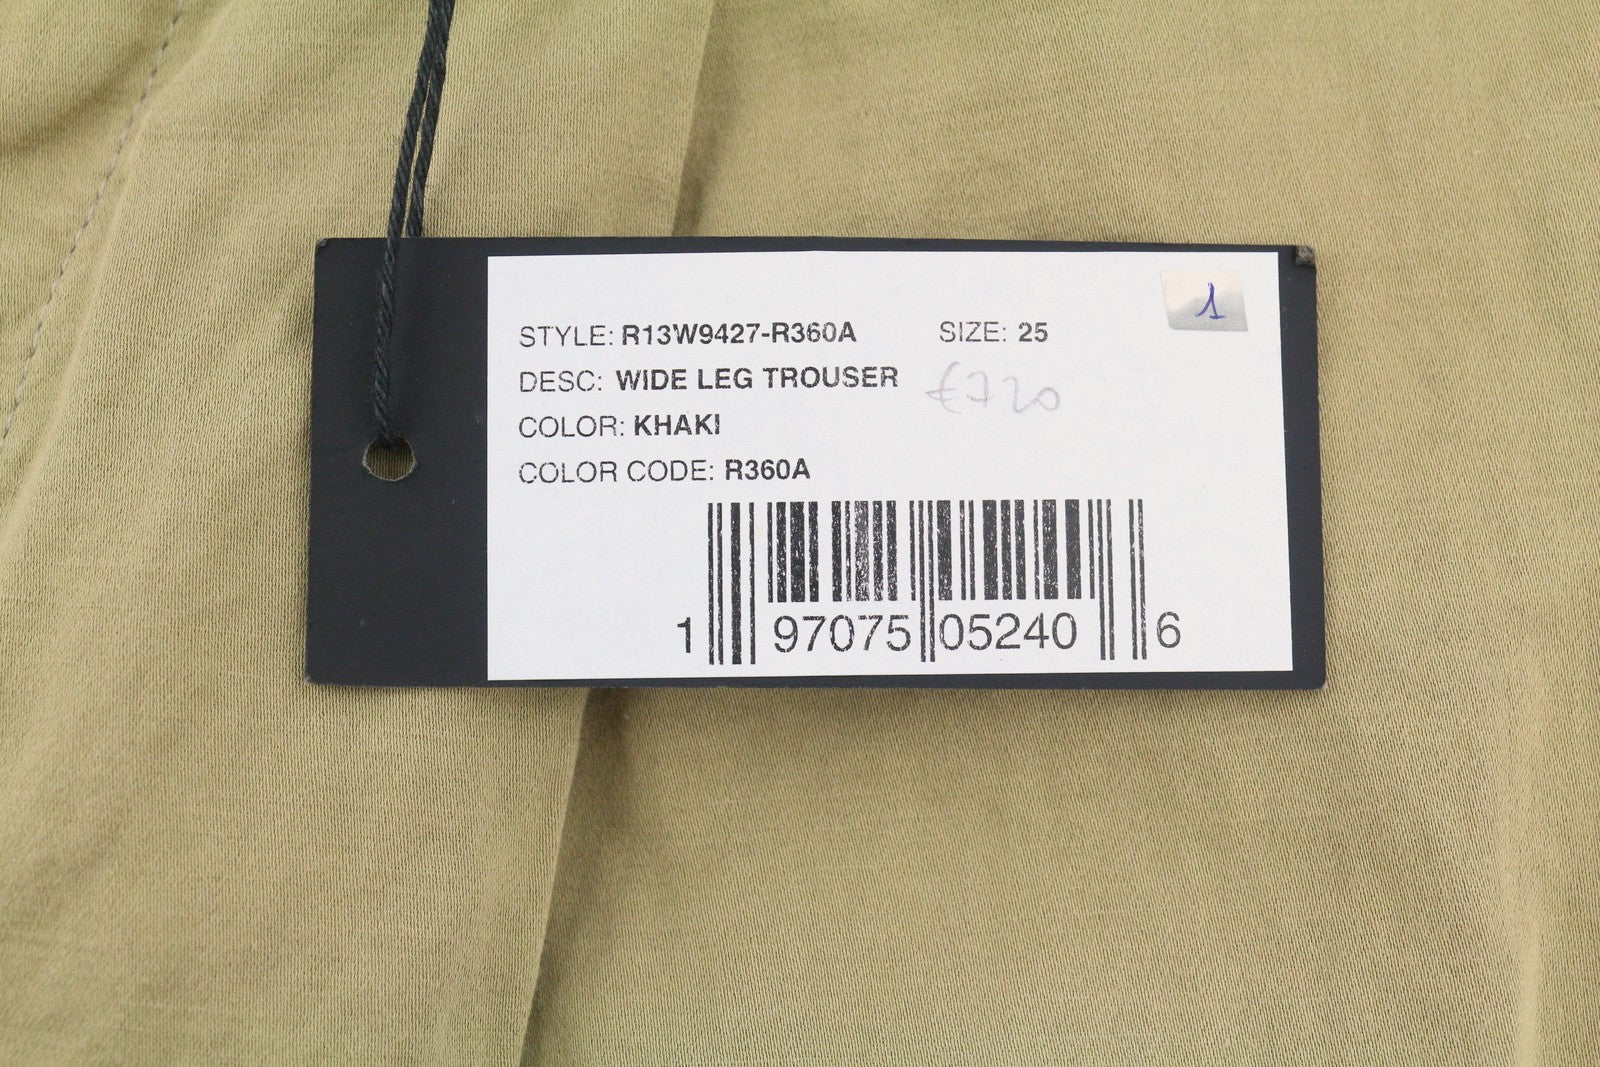 1
STYLE: R13W9427-R360A SIZE: 25
DESC: WIDE LEG TROUSER €720
COLOR: KHAKI
COLOR CODE: R360A
1 97075 05240 6